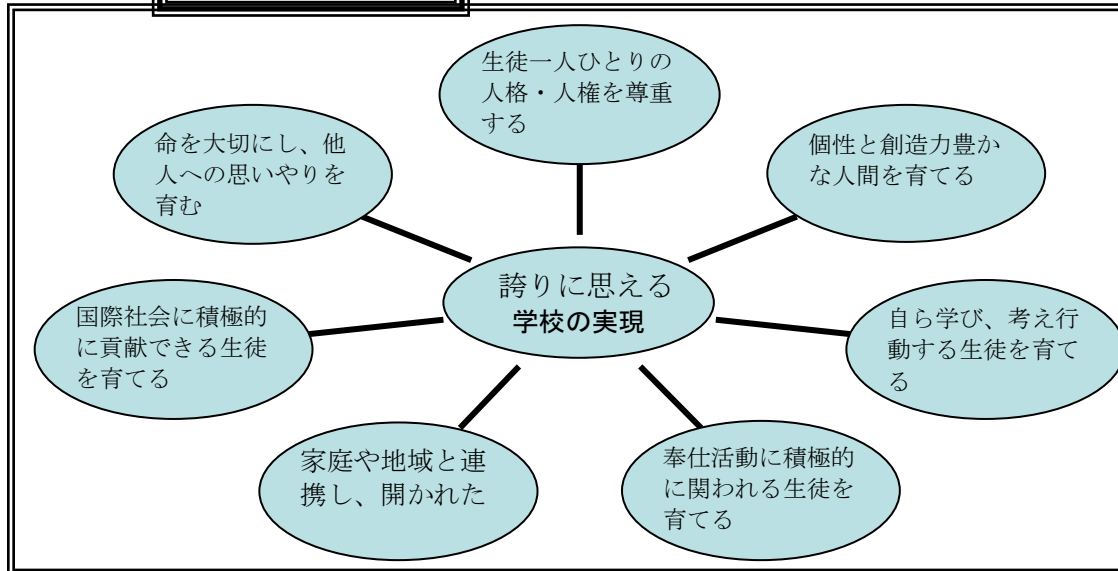 生徒一人ひとりの
人格・人権を尊重
する
命を大切にし、他
人への思いやりを
育む
個性と創造力豊か
な人間を育てる
誇りに思える
学校の実現
国際社会に積極的
に貢献できる生徒
を育てる
自ら学び、考え行
動する生徒を育て
る
家庭や地域と連
携し、開かれた
奉仕活動に積極的
に関われる生徒を
育てる